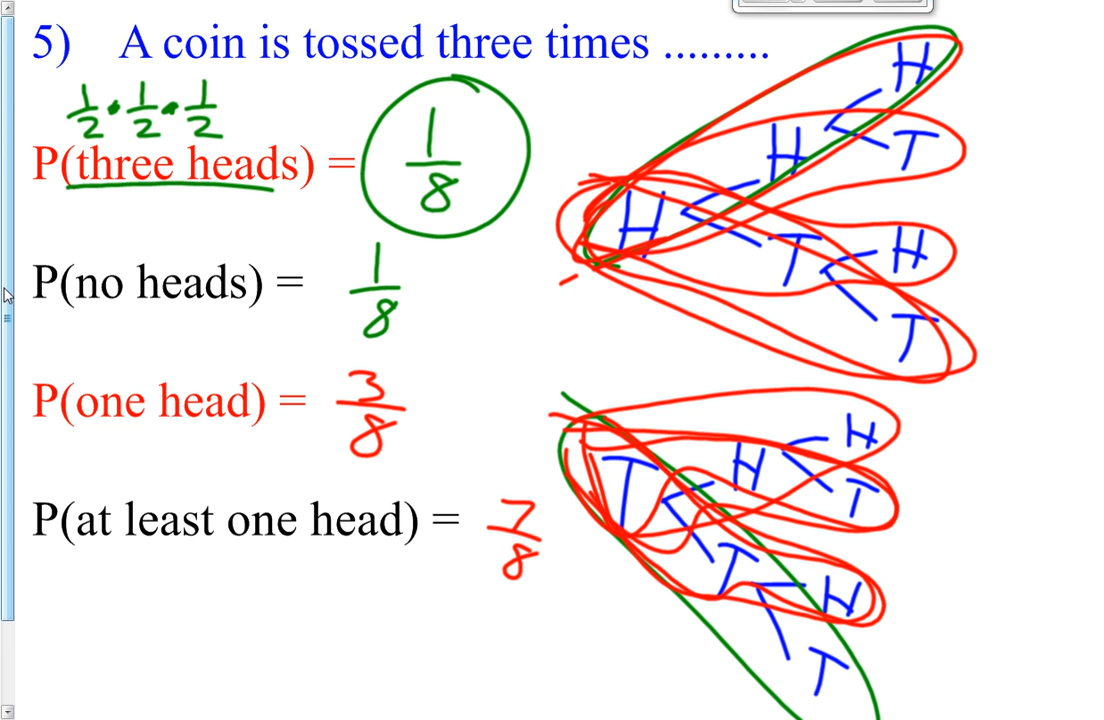 5) A coin is tossed three times .........
1/2 · 1/2 · 1/2
P(three heads) = 1/8
P(no heads) = 1/8
P(one head) = 3/8
P(at least one head) = 7/8
H
H
T
H
T
H
T
H
H
T
T
H
T
T